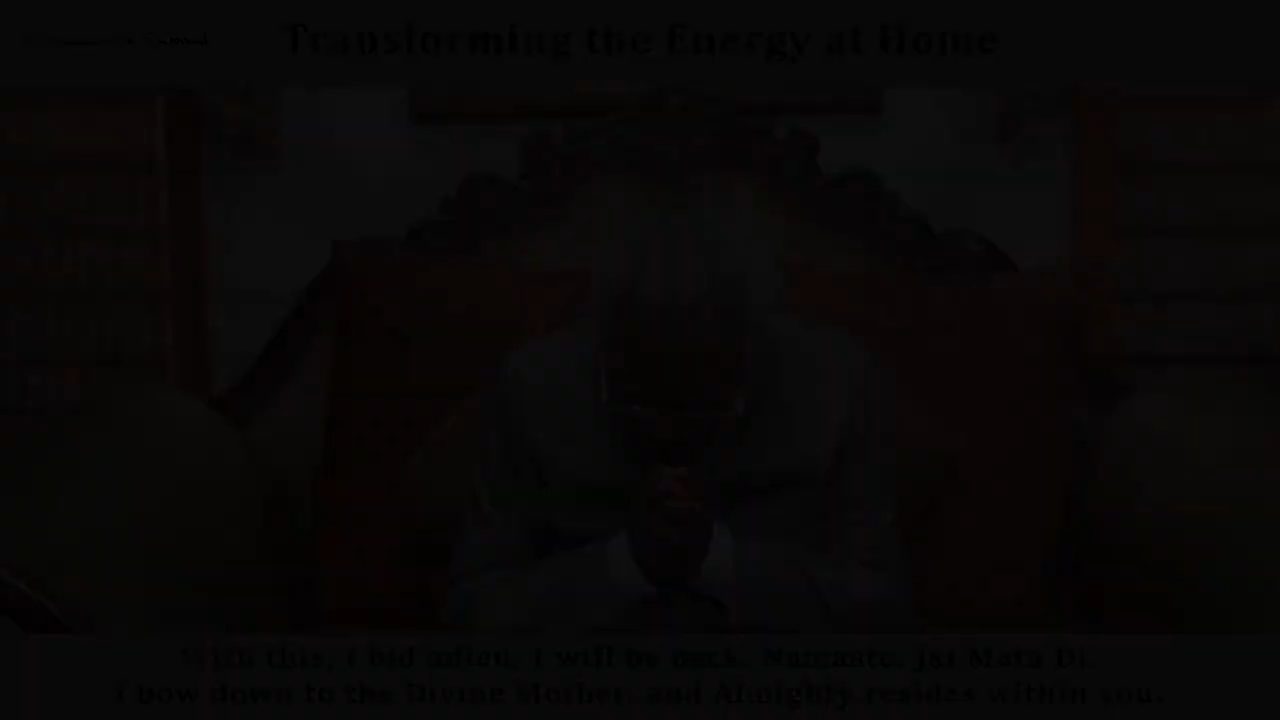 Transforming the Energy at Home
With this, I bid adieu. I will be back. Namaste. Jai Mata Di.
I bow down to the Divine Mother, and Almighty resides within you.